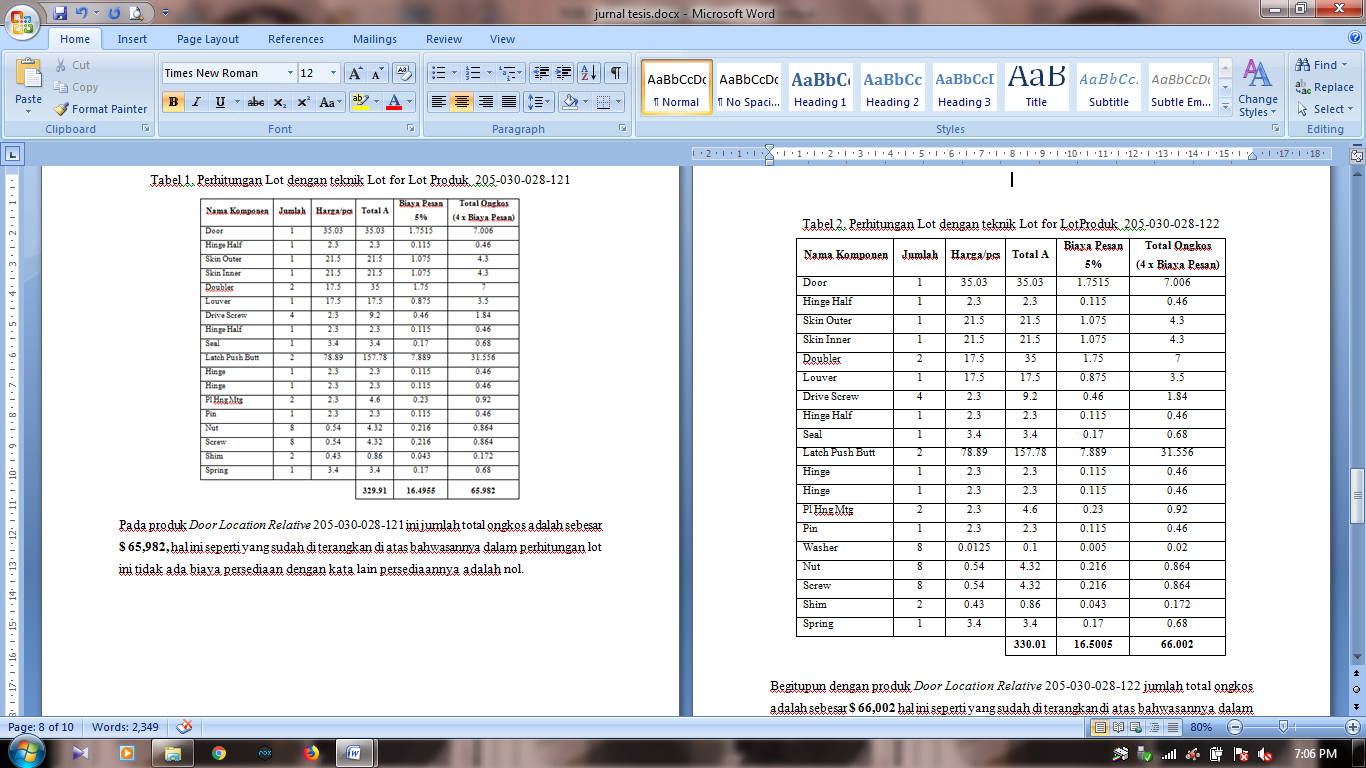 jurnal tesis.docx - Microsoft Word
Home Insert Page Layout References Mailings Review View
Paste
Cut
Copy
Format Painter
Clipboard
Times New Roman 12
B I U abc x₂ x² Aa
Font
Paragraph
AaBbCcDc AaBbCcDc AaBbC AaBbCc AaBbCcI AaB AaBbCc. AaBbCcDc
¶ Normal ¶ No Spaci... Heading 1 Heading 2 Heading 3 Title Subtitle Subtle Em...
Styles
Change Styles
Find
Replace
Select
Editing
Tabel 1. Perhitungan Lot dengan teknik Lot for Lot Produk 205-030-028-121
Nama Komponen Jumlah Harga/pcs Total A Biaya Pesan 5% Total Ongkos (4 x Biaya Pesan)
Door 1 35.03 35.03 1.7515 7.006
Hinge Half 1 2.3 2.3 0.115 0.46
Skin Outer 1 21.5 21.5 1.075 4.3
Skin Inner 1 21.5 21.5 1.075 4.3
Doubler 2 17.5 35 1.75 7
Louver 1 17.5 17.5 0.875 3.5
Drive Screw 4 2.3 9.2 0.46 1.84
Hinge Half 1 2.3 2.3 0.115 0.46
Seal 1 3.4 3.4 0.17 0.68
Latch Push Butt 2 78.89 157.78 7.889 31.556
Hinge 1 2.3 2.3 0.115 0.46
Hinge 1 2.3 2.3 0.115 0.46
Pl Hng Mtg 2 2.3 4.6 0.23 0.92
Pin 1 2.3 2.3 0.115 0.46
Nut 8 0.54 4.32 0.216 0.864
Screw 8 0.54 4.32 0.216 0.864
Shim 2 0.43 0.86 0.043 0.172
Spring 1 3.4 3.4 0.17 0.68
329.91 16.4955 65.982
Pada produk Door Location Relative 205-030-028-121 ini jumlah total ongkos adalah sebesar
$ 65,982, hal ini seperti yang sudah di terangkan di atas bahwasannya dalam perhitungan lot
ini tidak ada biaya persediaan dengan kata lain persediaannya adalah nol.
Tabel 2. Perhitungan Lot dengan teknik Lot for LotProduk 205-030-028-122
Nama Komponen Jumlah Harga/pcs Total A Biaya Pesan 5% Total Ongkos (4 x Biaya Pesan)
Door 1 35.03 35.03 1.7515 7.006
Hinge Half 1 2.3 2.3 0.115 0.46
Skin Outer 1 21.5 21.5 1.075 4.3
Skin Inner 1 21.5 21.5 1.075 4.3
Doubler 2 17.5 35 1.75 7
Louver 1 17.5 17.5 0.875 3.5
Drive Screw 4 2.3 9.2 0.46 1.84
Hinge Half 1 2.3 2.3 0.115 0.46
Seal 1 3.4 3.4 0.17 0.68
Latch Push Butt 2 78.89 157.78 7.889 31.556
Hinge 1 2.3 2.3 0.115 0.46
Hinge 1 2.3 2.3 0.115 0.46
Pl Hng Mtg 2 2.3 4.6 0.23 0.92
Pin 1 2.3 2.3 0.115 0.46
Washer 8 0.0125 0.1 0.005 0.02
Nut 8 0.54 4.32 0.216 0.864
Screw 8 0.54 4.32 0.216 0.864
Shim 2 0.43 0.86 0.043 0.172
Spring 1 3.4 3.4 0.17 0.68
330.01 16.5005 66.002
Begitupun dengan produk Door Location Relative 205-030-028-122 jumlah total ongkos
adalah sebesar $ 66,002 hal ini seperti yang sudah di terangkan di atas bahwasannya dalam
Page: 8 of 10 Words: 2,349 80%
7:06 PM